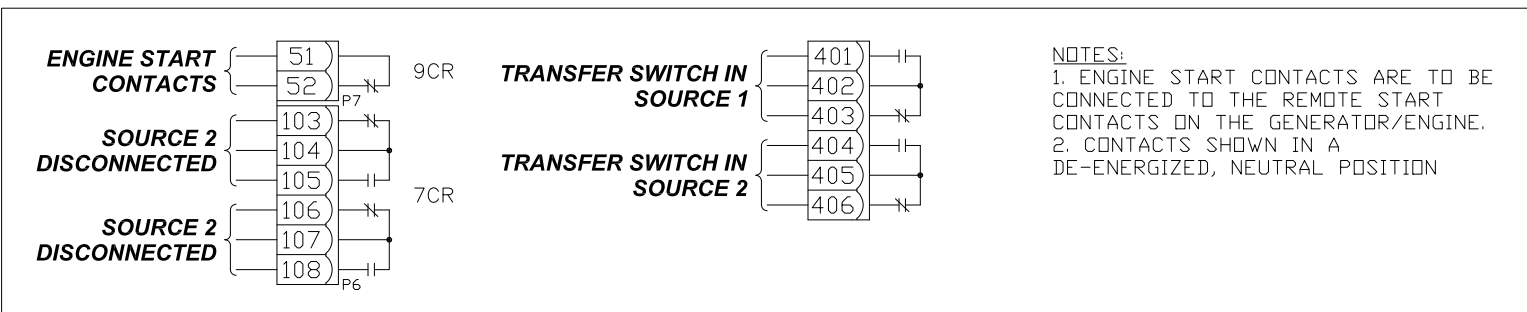 ENGINE START
CONTACTS
51
52
P7
9CR
SOURCE 2
DISCONNECTED
103
104
105
7CR
SOURCE 2
DISCONNECTED
106
107
108
P6
TRANSFER SWITCH IN
SOURCE 1
401
402
403
TRANSFER SWITCH IN
SOURCE 2
404
405
406
NOTES:
1. ENGINE START CONTACTS ARE TO BE
CONNECTED TO THE REMOTE START
CONTACTS ON THE GENERATOR/ENGINE.
2. CONTACTS SHOWN IN A
DE-ENERGIZED, NEUTRAL POSITION